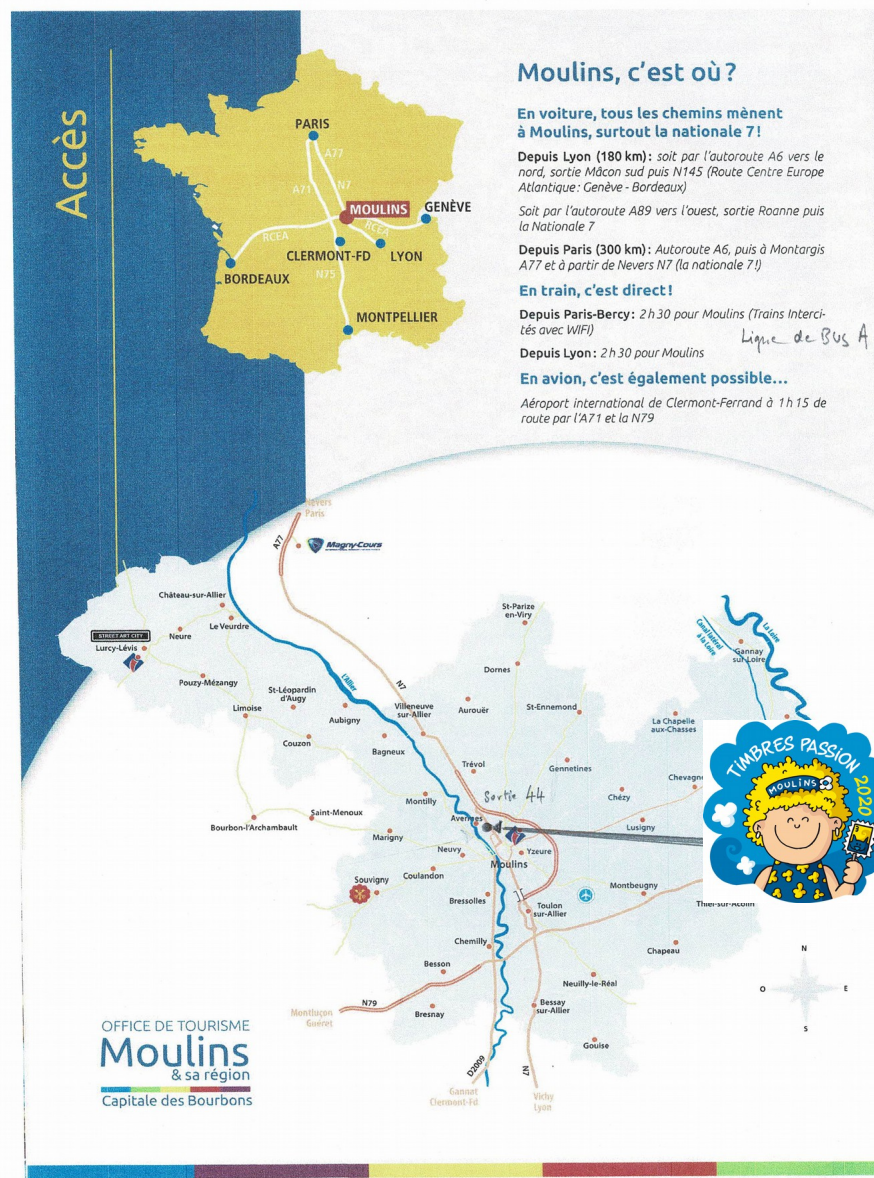 Accès
Moulins, c'est où?
En voiture, tous les chemins mènent
à Moulins, surtout la nationale 7!
Depuis Lyon (180 km): soit par l'autoroute A6 vers le
nord, sortie Mâcon sud puis N145 (Route Centre Europe
Atlantique: Genève - Bordeaux)
Soit par l'autoroute A89 vers l'ouest, sortie Roanne puis
la Nationale 7
Depuis Paris (300 km): Autoroute A6, puis à Montargis
A77 et à partir de Nevers N7 (la nationale 7!)
En train, c'est direct!
Depuis Paris-Bercy: 2h30 pour Moulins (Trains Interci-
tés avec WIFI)
Ligne de Bus A
Depuis Lyon: 2h30 pour Moulins
En avion, c'est également possible...
Aéroport international de Clermont-Ferrand à 1h15 de
route par l'A71 et la N79
PARIS
A77
A71
N7
MOULINS
GENÈVE
RCEA
RCEA
CLERMONT-FD
LYON
BORDEAUX
N75
MONTPELLIER
Nevers
Paris
A77
Magny-Cours
Château-sur-Allier
Le Veurdre
Neure
STREET ART CITY
Lurcy-Lévis
Pouzy-Mézangy
St-Léopardin
d'Augy
Limoise
Aubigny
Couzon
Bagneux
L'Allier
N7
Villeneuve
sur-Allier
St-Parize
en-Viry
Dornes
Aurouër
St-Ennemond
Canal latéral
à la Loire
La Loire
Gannay
sur Loire
La Chapelle
aux-Chasses
Trévol
Gennetines
Chevagn
Chézy
Lusigny
Montilly
Sortie 44
Avermes
Saint-Menoux
Bourbon-l'Archambault
Marigny
Neuvy
Yzeure
Moulins
Coulandon
Souvigny
Bressolles
Montbeugny
Thiel-sur-Acolin
Toulon
sur-Allier
Chemilly
Chapeau
Besson
Neuilly-le-Réal
N79
Montluçon
Guéret
Bresnay
Bessay
sur-Allier
Gouise
D2009
N7
Gannat
Clermont-Fd
Vichy
Lyon
TIMBRES PASSION
2020
MOULINS
N
O
E
S
OFFICE DE TOURISME
Moulins
& sa région
Capitale des Bourbons